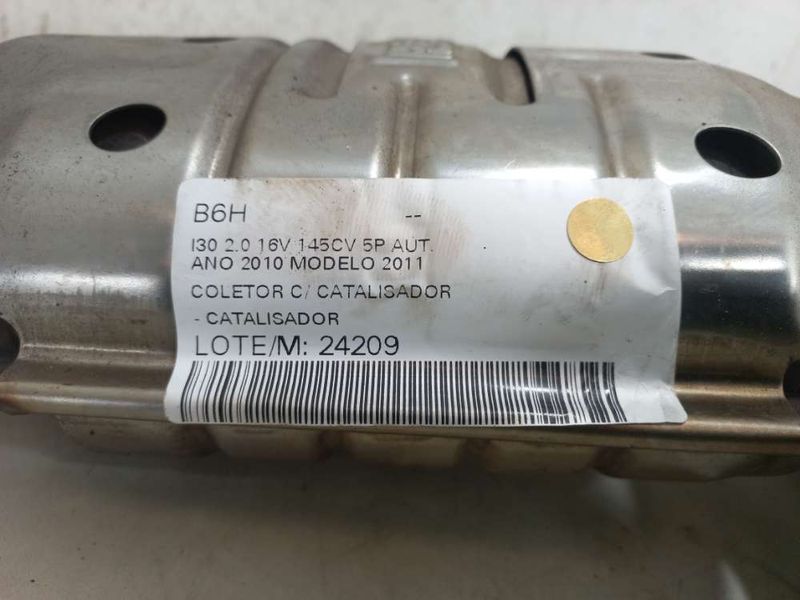 B6H --
I30 2.0 16V 145CV 5P AUT.
ANO 2010 MODELO 2011
COLETOR C/ CATALISADOR
- CATALISADOR
LOTE/M: 24209